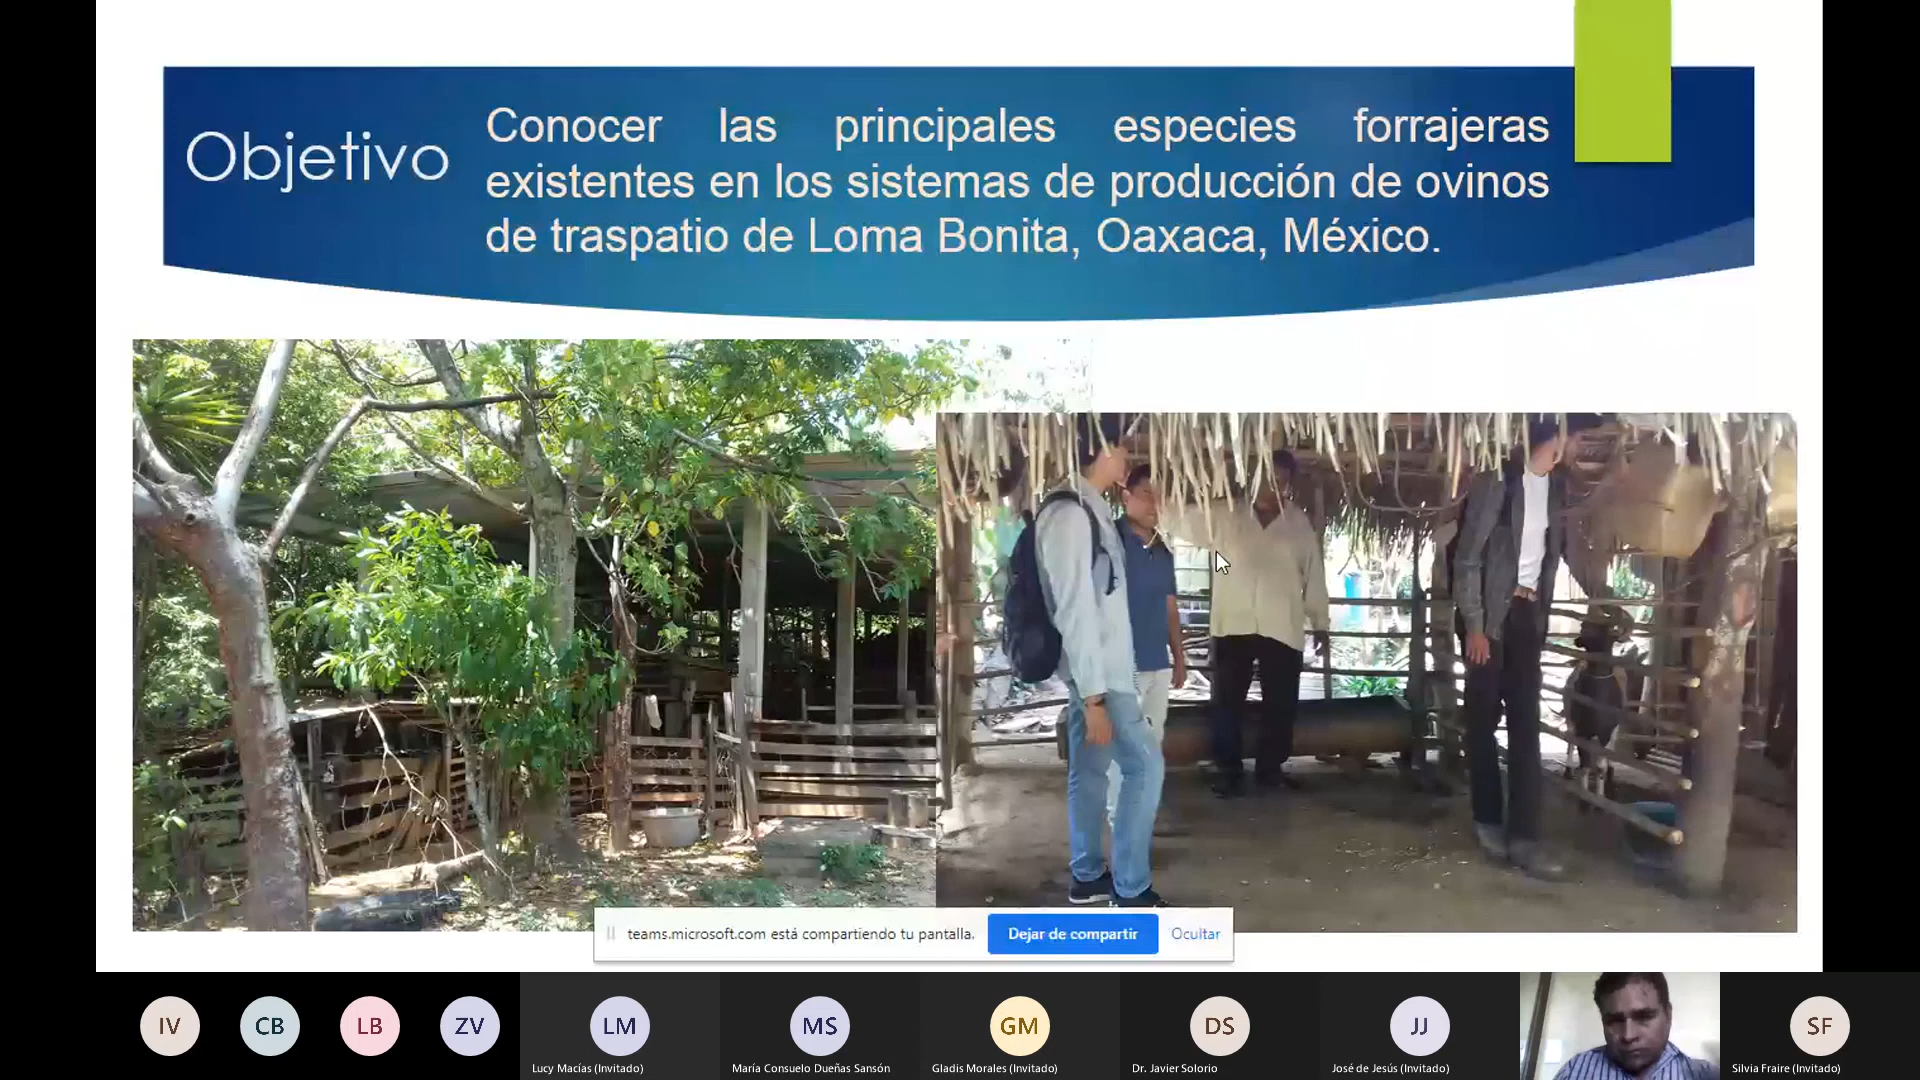 Objetivo
Conocer las principales especies forrajeras
existentes en los sistemas de producción de ovinos
de traspatio de Loma Bonita, Oaxaca, México.
teams.microsoft.com está compartiendo tu pantalla.
Dejar de compartir
Ocultar
IV
CB
LB
ZV
LM
MS
GM
DS
JJ
SF
Lucy Macías (Invitado)
María Consuelo Dueñas Sansón
Gladis Morales (Invitado)
Dr. Javier Solorio
José de Jesús (Invitado)
Silvia Fraire (Invitado)